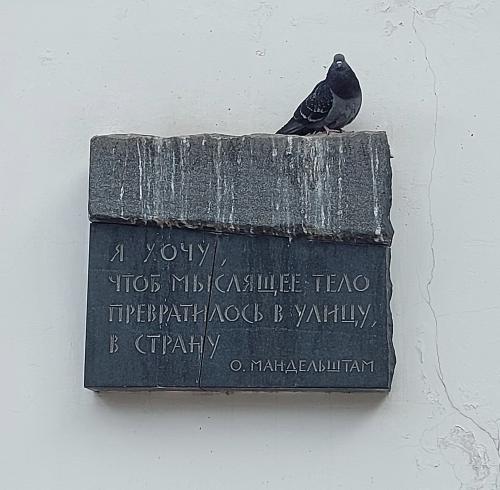 Я ХОЧУ,
ЧТОБ МЫСЛЯЩЕЕ ТЕЛО
ПРЕВРАТИЛОСЬ В УЛИЦУ,
В СТРАНУ
О. МАНДЕЛЬШТАМ